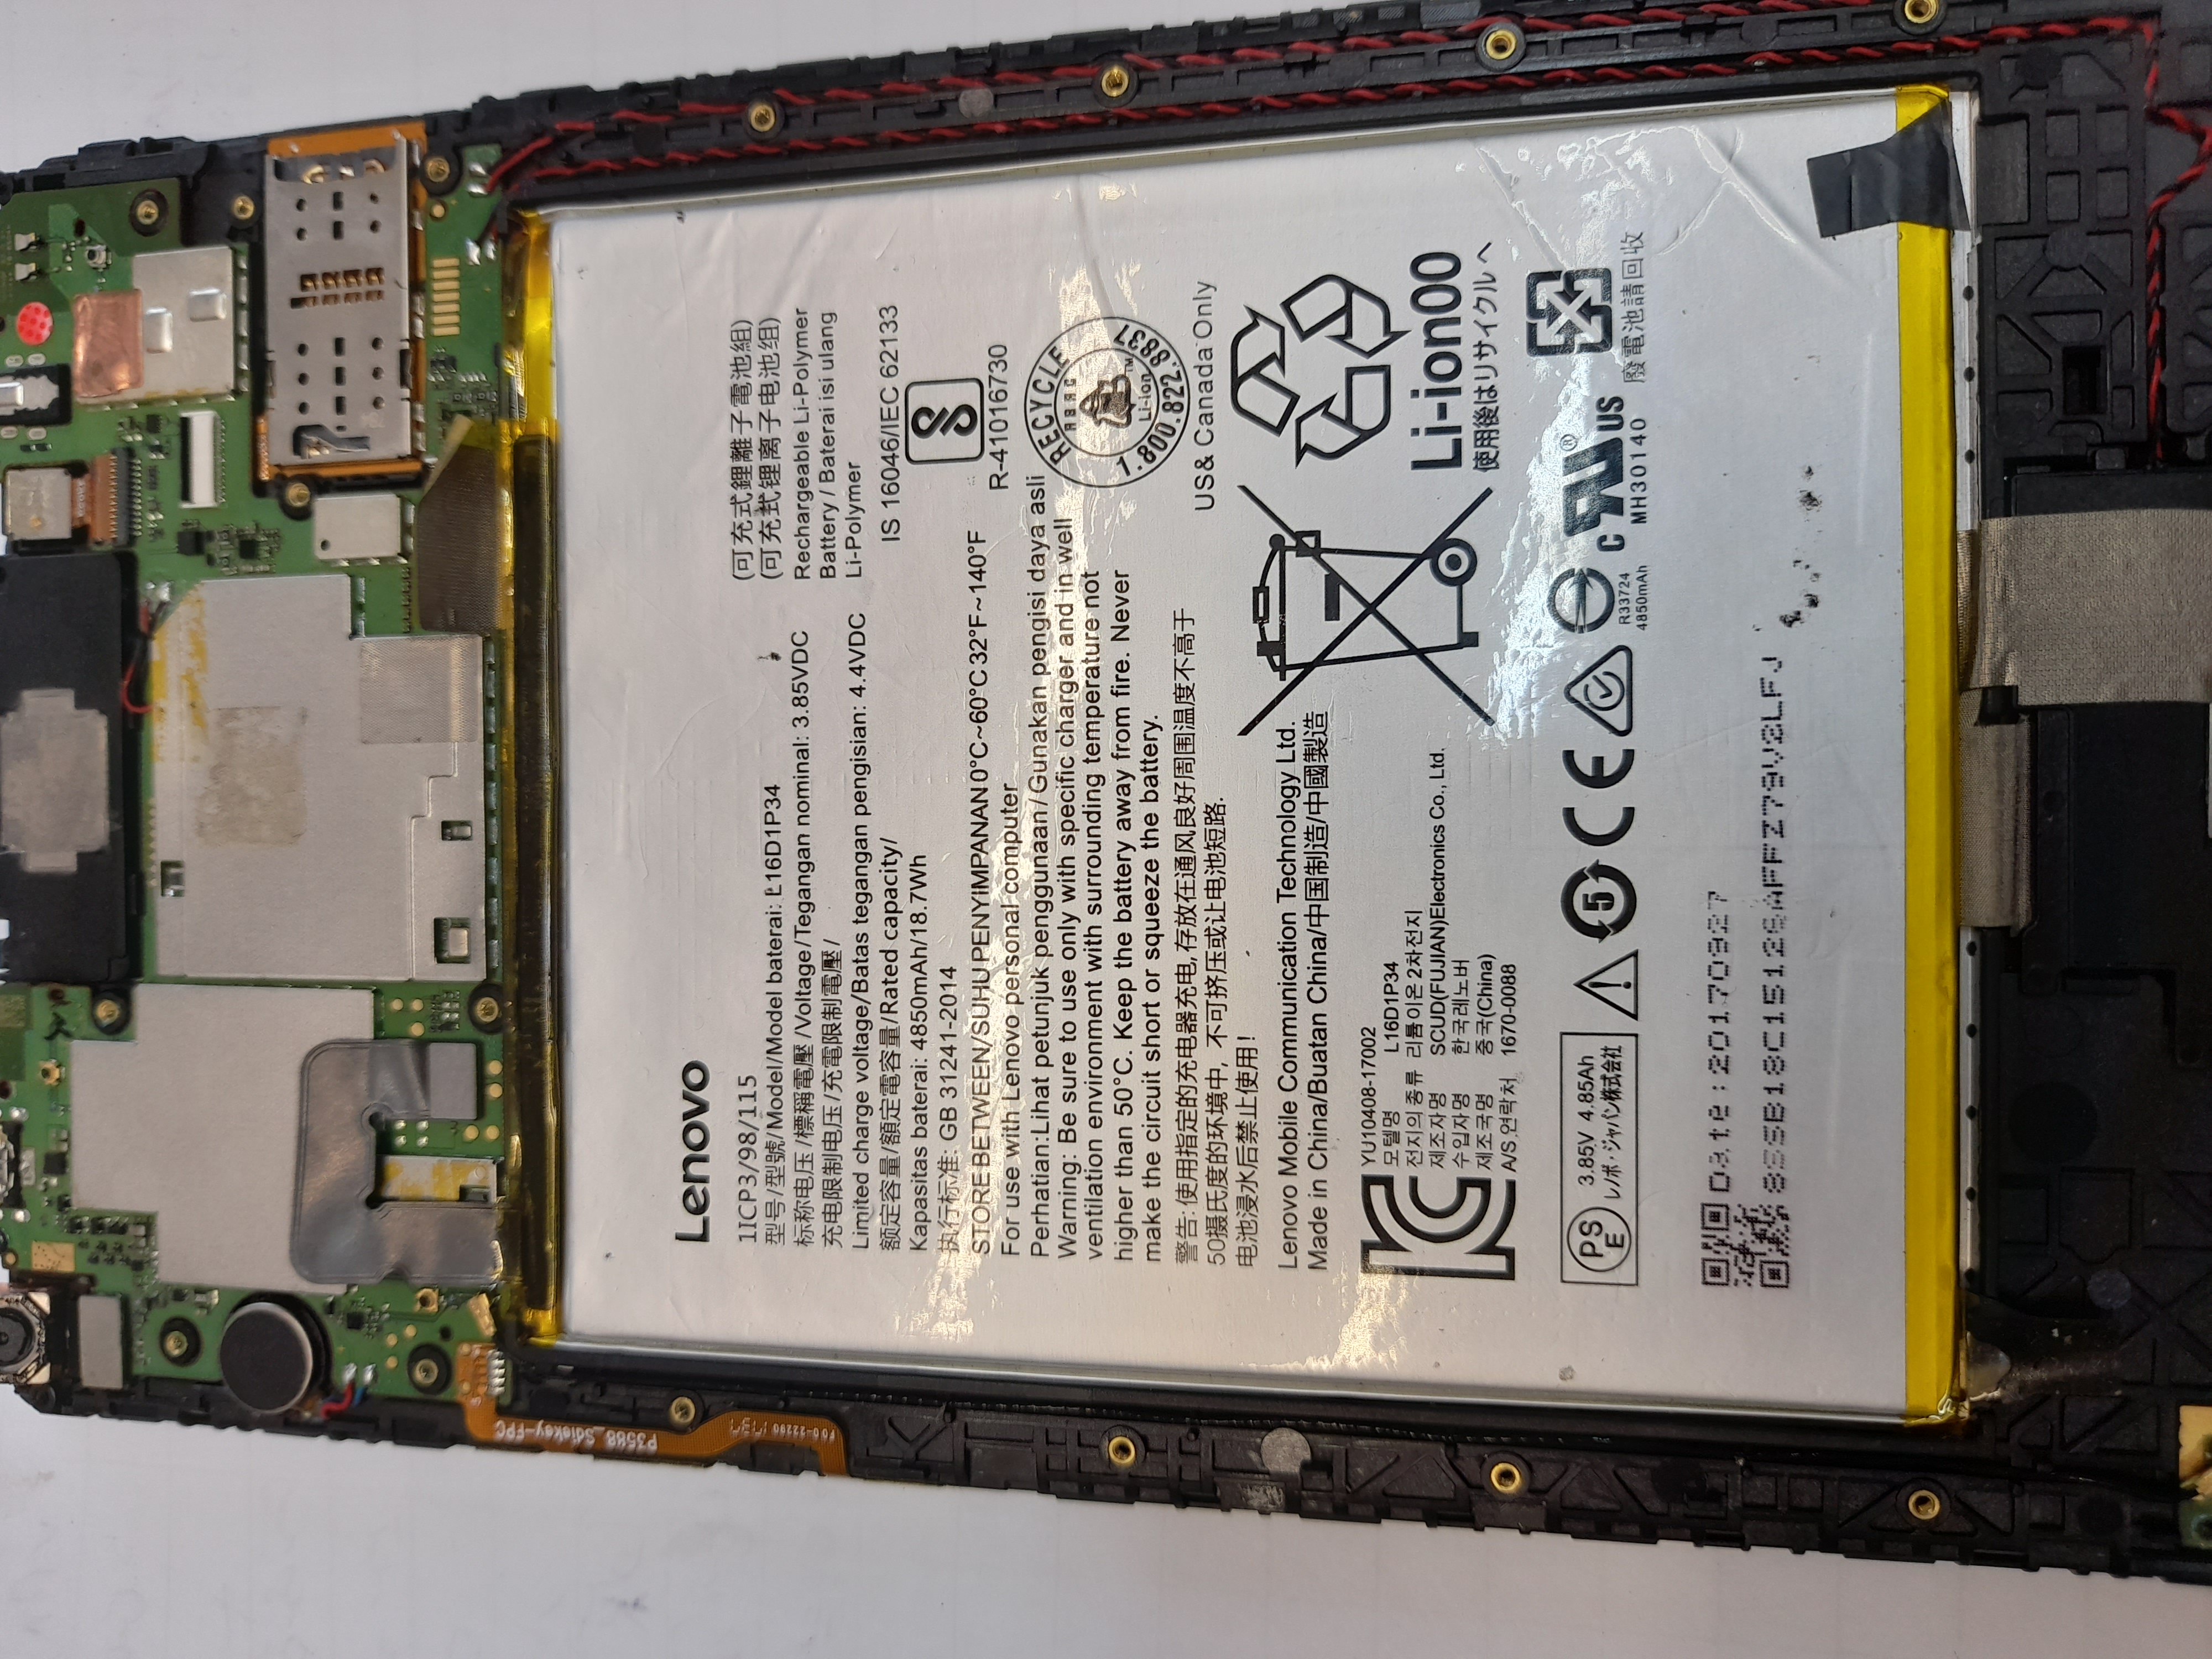 Lenovo
1ICP3/98/115
型号/型號/Model/Model baterai: L16D1P34
标称电压/標稱電壓/Voltage/Tegangan nominal: 3.85VDC
充电限制电压/充電限制電壓/
Limited charge voltage/Batas tegangan pengisian: 4.4VDC
额定容量/額定電容量/Rated capacity/
Kapasitas baterai: 4850mAh/18.7Wh
执行标准: GB 31241-2014
(可充式鋰離子電池組)
(可充式锂离子电池组)
Rechargeable Li-Polymer
Battery / Baterai isi ulang
Li-Polymer
IS 16046/IEC 62133
R-41016730
STORE BETWEEN/SUHU PENYIMPANAN 0°C~60°C 32°F~140°F
For use with Lenovo personal computer
Perhatian:Lihat petunjuk penggunaan/Gunakan pengisi daya asli
Warning: Be sure to use only with specific charger and in well
ventilation environment with surrounding temperature not
higher than 50°C. Keep the battery away from fire. Never
make the circuit short or squeeze the battery.
警告: 使用指定的充电器充电,存放在通风良好周围温度不高于
50摄氏度的环境中，不可挤压或让电池短路.
电池浸水后禁止使用!
RECYCLE
RBRC
Li-ion
1.800.822.8837
US& Canada Only
Lenovo Mobile Communication Technology Ltd.
Made in China/Buatan China/中国制造/中國製造
YU10408-17002
모델명 L16D1P34
전지의 종류 리튬이온 2차전지
제조자명 SCUD(FUJIAN)Electronics Co., Ltd.
수입자명 한국레노버
제조국명 중국(China)
A/S 연락처 1670-0088
Li-ion00
使用後はリサイクルへ
PS E
3.85V 4.85Ah
レノボ・ジャパン株式会社
5
CE
R33724
4850mAh
C RU US
MH30140
廢電池請回收
Date:20170927
P3588_Sdiekey-FPC